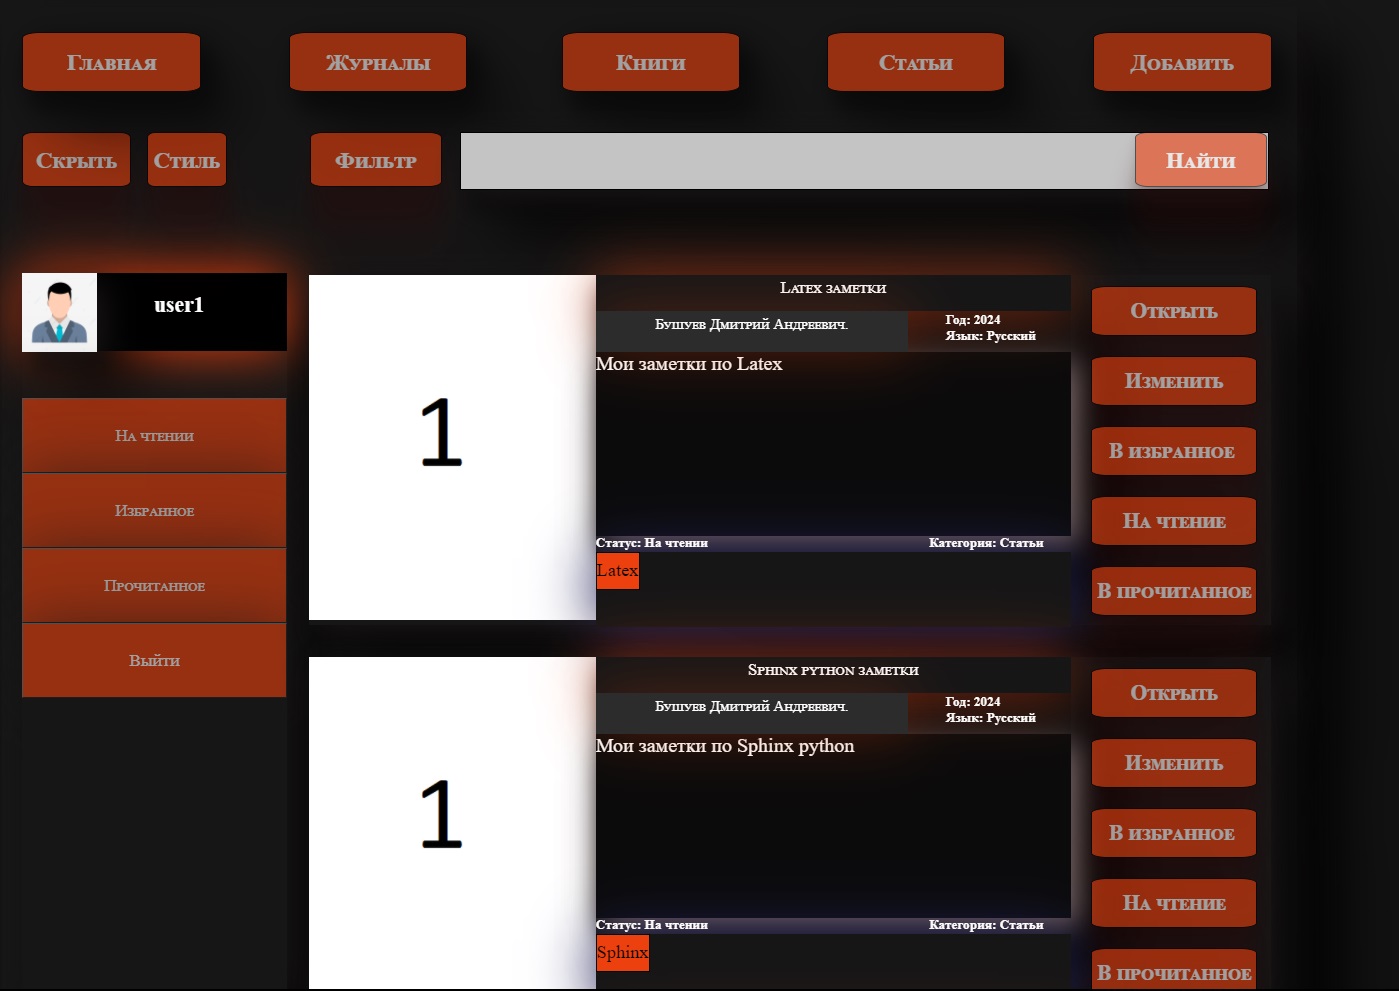 Главная
Журналы
Книги
Статьи
Добавить
Скрыть
Стиль
Фильтр
Найти
user1
На чтении
Избранное
Прочитанное
Выйти
1
Latex заметки
Бушуев Дмитрий Андреевич.
Год: 2024
Язык: Русский
Мои заметки по Latex
Статус: На чтении
Категория: Статьи
Latex
Открыть
Изменить
В избранное
На чтение
В прочитанное
1
Sphinx python заметки
Бушуев Дмитрий Андреевич.
Год: 2024
Язык: Русский
Мои заметки по Sphinx python
Статус: На чтении
Категория: Статьи
Sphinx
Открыть
Изменить
В избранное
На чтение
В прочитанное